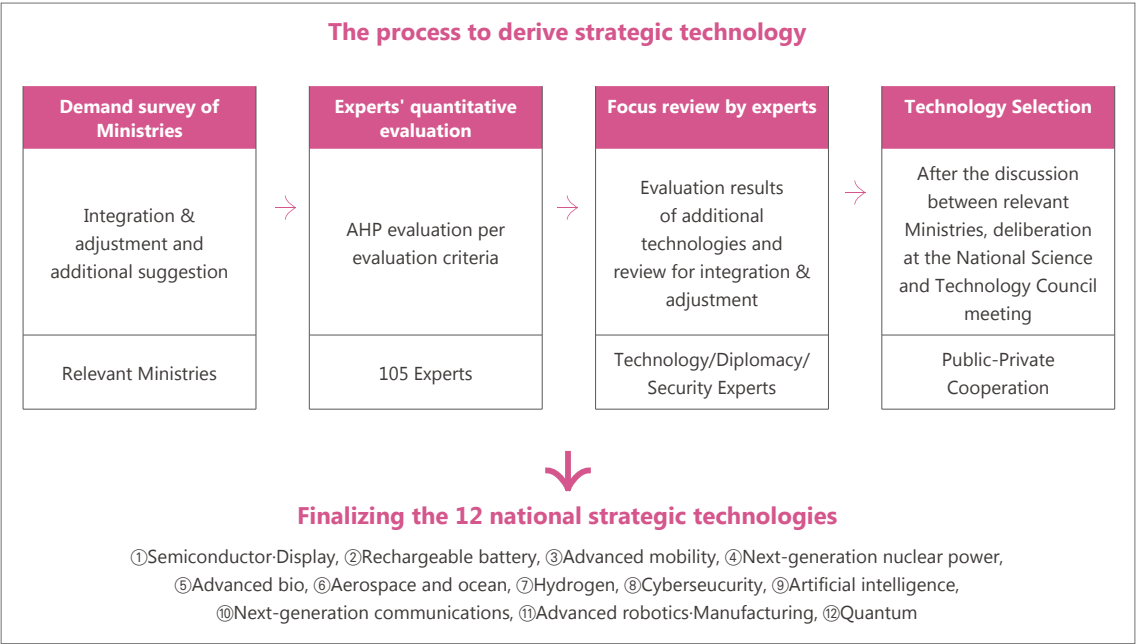 The process to derive strategic technology
Demand survey of
Ministries
Integration &
adjustment and
additional suggestion
Relevant Ministries
Experts' quantitative
evaluation
AHP evaluation per
evaluation criteria
105 Experts
Focus review by experts
Evaluation results
of additional
technologies and
review for integration &
adjustment
Technology/Diplomacy/
Security Experts
Technology Selection
After the discussion
between relevant
Ministries, deliberation
at the National Science
and Technology Council
meeting
Public-Private
Cooperation
Finalizing the 12 national strategic technologies
①Semiconductor·Display, ②Rechargeable battery, ③Advanced mobility, ④Next-generation nuclear power,
⑤Advanced bio, ⑥Aerospace and ocean, ⑦Hydrogen, ⑧Cyberseucurity, ⑨Artificial intelligence,
⑩Next-generation communications, ⑪Advanced robotics·Manufacturing, ⑫Quantum